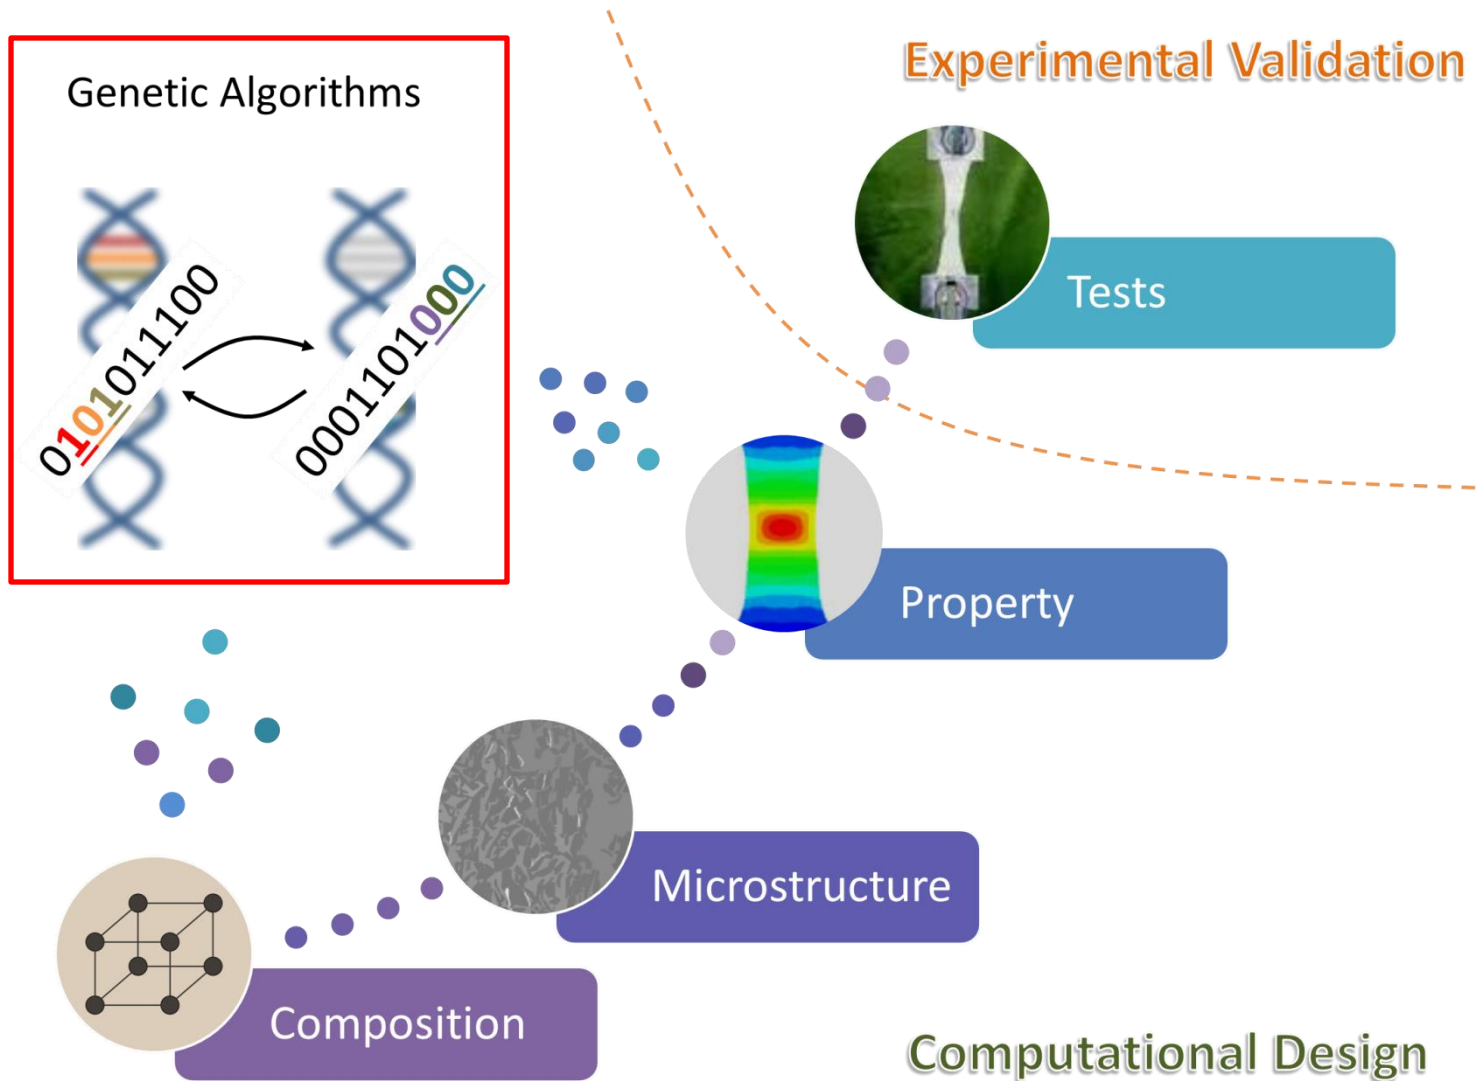 Experimental Validation
Genetic Algorithms
0101011100
0001101000
Tests
Property
Microstructure
Composition
Computational Design